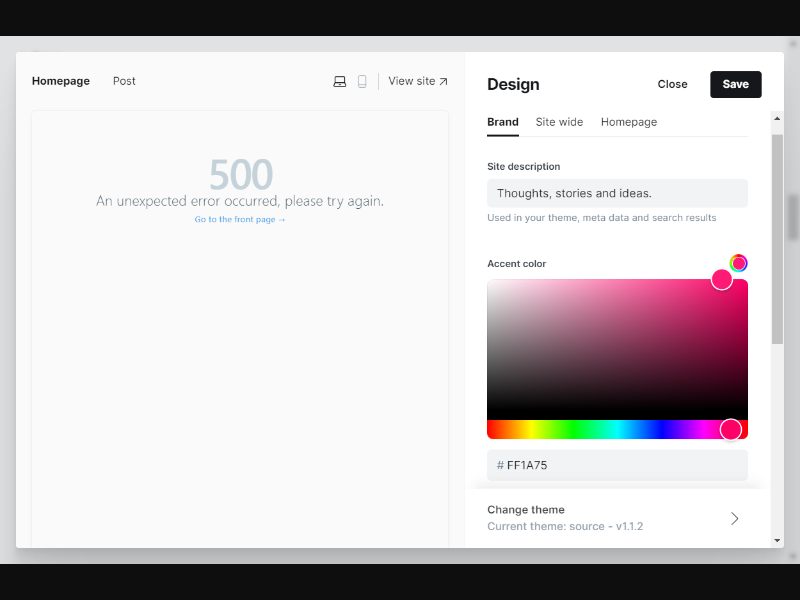 Homepage Post View site ↗
500
An unexpected error occurred, please try again.
Go to the front page →
Design Close Save
Brand Site wide Homepage
Site description
Thoughts, stories and ideas.
Used in your theme, meta data and search results
Accent color
# FF1A75
Change theme
Current theme: source - v1.1.2